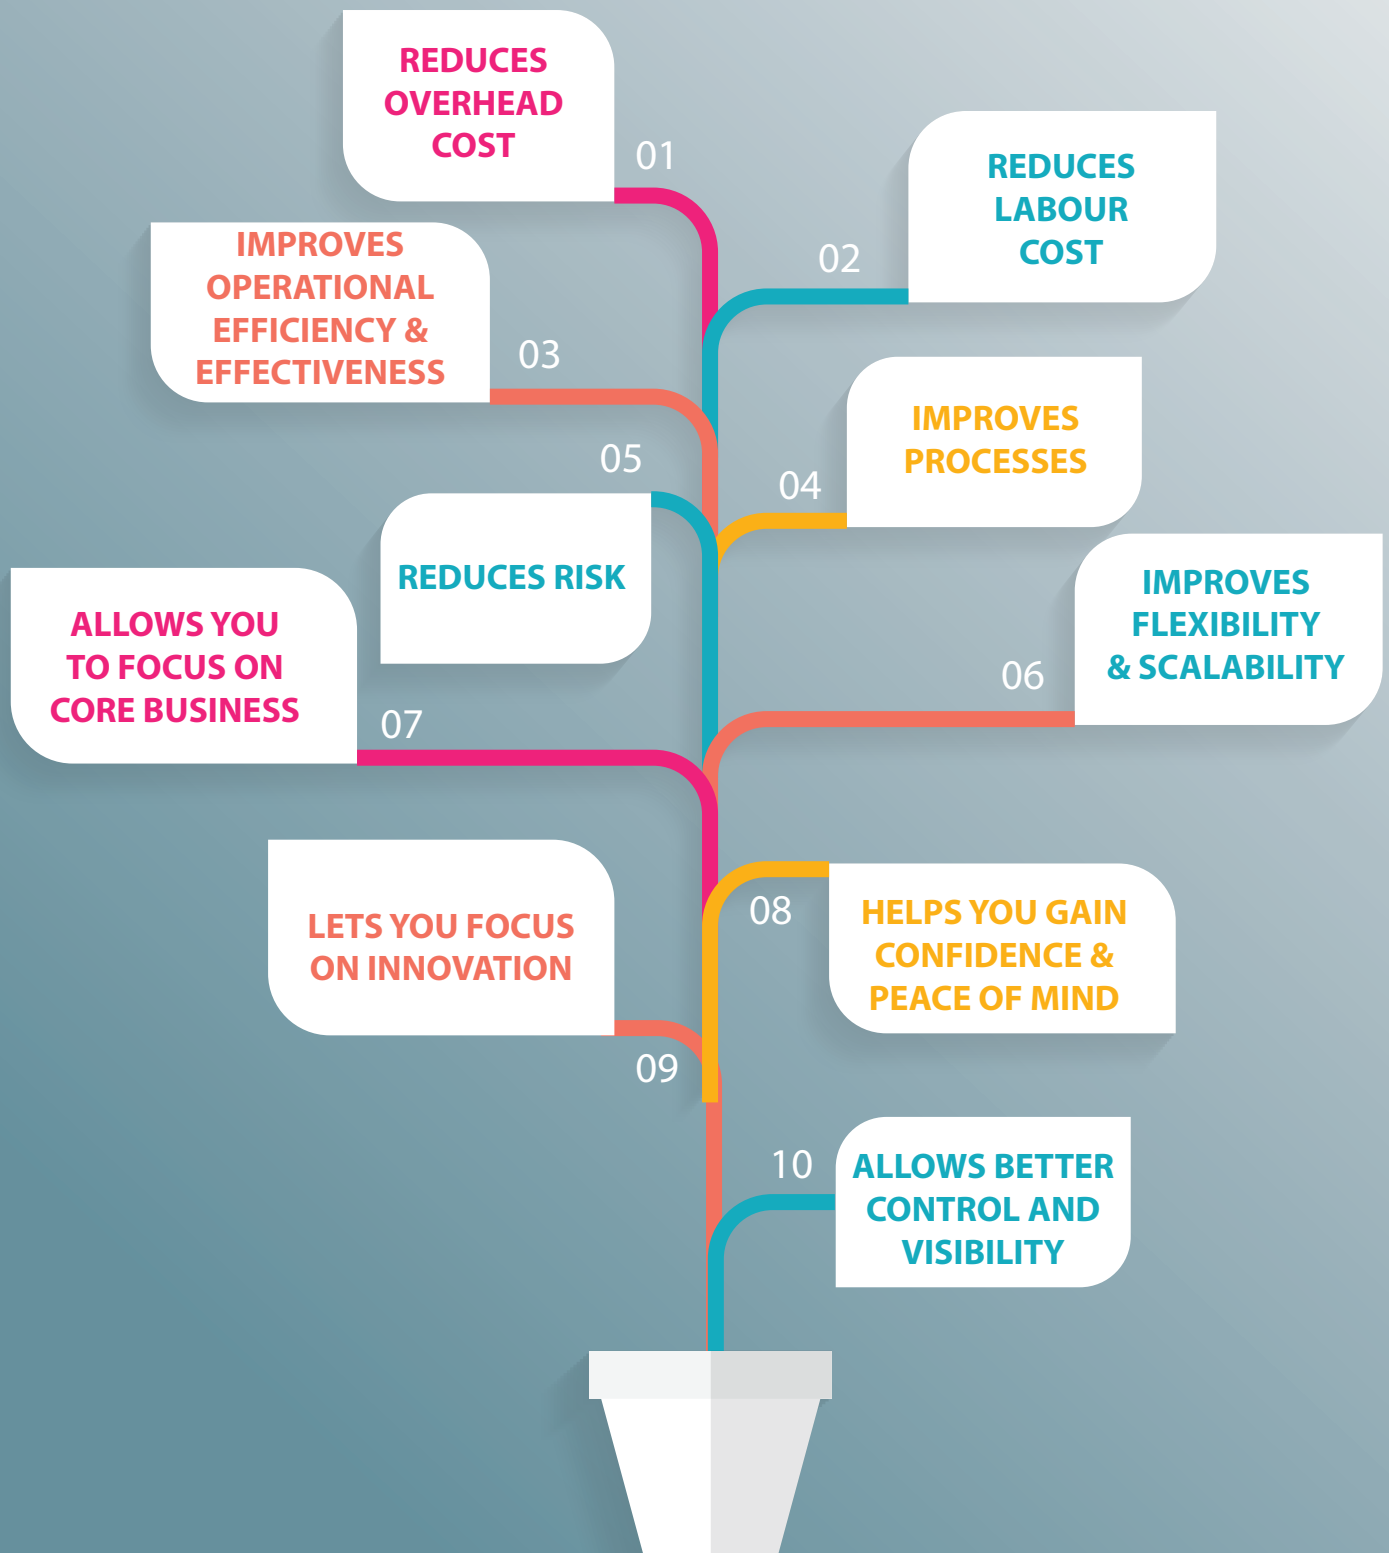 REDUCES
OVERHEAD
COST
01
REDUCES
LABOUR
COST
02
IMPROVES
OPERATIONAL
EFFICIENCY &
EFFECTIVENESS
03
IMPROVES
PROCESSES
04
05
REDUCES RISK
IMPROVES
FLEXIBILITY
& SCALABILITY
06
ALLOWS YOU
TO FOCUS ON
CORE BUSINESS
07
08
HELPS YOU GAIN
CONFIDENCE &
PEACE OF MIND
LETS YOU FOCUS
ON INNOVATION
09
10
ALLOWS BETTER
CONTROL AND
VISIBILITY